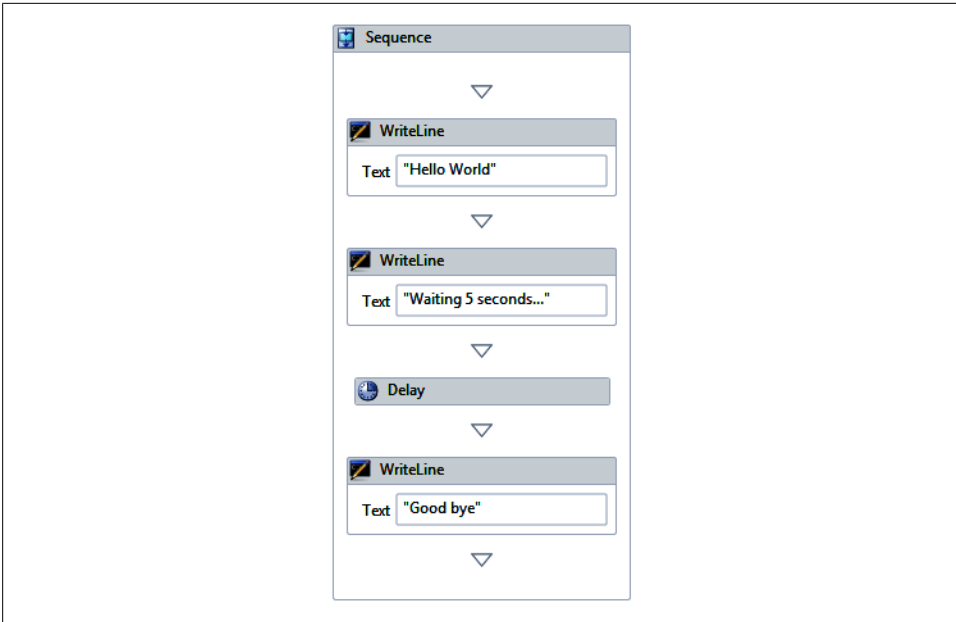 Sequence
WriteLine
Text "Hello World"
WriteLine
Text "Waiting 5 seconds..."
Delay
WriteLine
Text "Good bye"